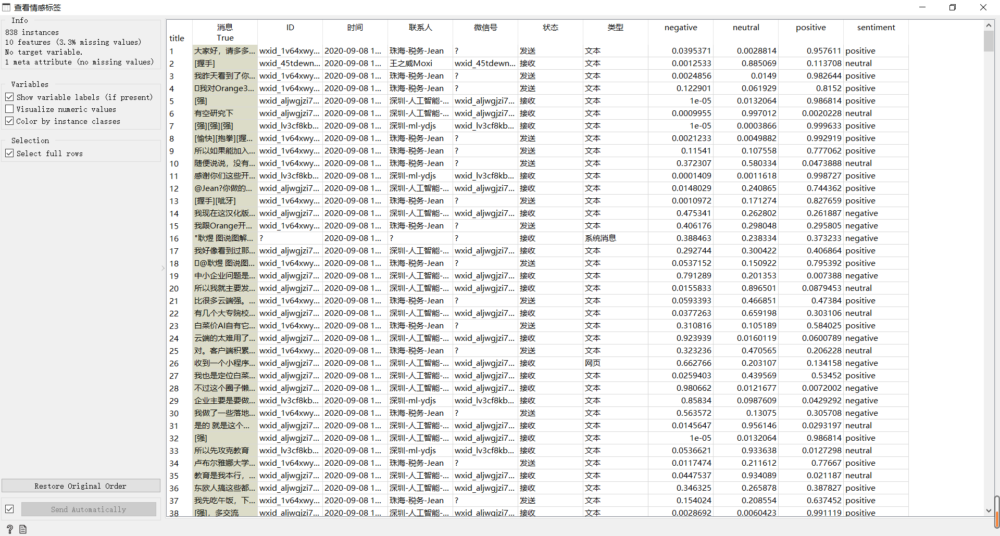 查看情感标签
Info
838 instances
10 features (3.3% missing values)
No target variable.
1 meta attribute (no missing values)
Variables
Show variable labels (if present)
Visualize numeric values
Color by instance classes
Selection
Select full rows
Restore Original Order
Send Automatically
title 消息 ID 时间 联系人 微信号 状态 类型 negative neutral positive sentiment
True
1 大家好，请多多... wxid_1v64xwy... 2020-09-08 1... 珠海-税务-Jean ? 发送 文本 0.0395371 0.0028814 0.957611 positive
2 [握手] wxid_45tdewn... 2020-09-08 1... 王之威Moxi wxid_45tdewn... 接收 文本 0.0012533 0.885069 0.113708 neutral
3 我昨天看到了你... wxid_1v64xwy... 2020-09-08 1... 珠海-税务-Jean ? 发送 文本 0.0024856 0.0149 0.982644 positive
4 我对Orange3... wxid_1v64xwy... 2020-09-08 1... 珠海-税务-Jean ? 发送 文本 0.122901 0.061929 0.8152 positive
5 [强] wxid_aljwgjzi7... 2020-09-08 1... 深圳-人工智能-... wxid_aljwgjzi7... 接收 文本 1e-05 0.0132064 0.986814 positive
6 有空研究下 wxid_aljwgjzi7... 2020-09-08 1... 深圳-人工智能-... wxid_aljwgjzi7... 接收 文本 0.0009955 0.997012 0.0020228 neutral
7 [强][强][强] wxid_lv3cf8kb... 2020-09-08 1... 深圳-ml-ydjs wxid_lv3cf8kb... 接收 文本 1e-05 0.0003866 0.999633 positive
8 [愉快][抱拳][握... wxid_1v64xwy... 2020-09-08 1... 珠海-税务-Jean ? 发送 文本 0.0021233 0.0049882 0.992919 positive
9 所以如果能加入... wxid_1v64xwy... 2020-09-08 1... 珠海-税务-Jean ? 发送 文本 0.11541 0.107558 0.777062 positive
10 随便说说，没有... wxid_1v64xwy... 2020-09-08 1... 珠海-税务-Jean ? 发送 文本 0.372307 0.580334 0.0473888 neutral
11 感谢你们这些开... wxid_lv3cf8kb... 2020-09-08 1... 深圳-ml-ydjs wxid_lv3cf8kb... 接收 文本 0.0001409 0.0011618 0.998727 positive
12 @Jean?你做的... wxid_aljwgjzi7... 2020-09-08 1... 深圳-人工智能-... wxid_aljwgjzi7... 接收 文本 0.0148029 0.240865 0.744362 positive
13 [握手][呲牙] wxid_1v64xwy... 2020-09-08 1... 珠海-税务-Jean ? 发送 文本 0.0010972 0.171274 0.827659 positive
14 我现在这汉化版... wxid_aljwgjzi7... 2020-09-08 1... 深圳-人工智能-... wxid_aljwgjzi7... 接收 文本 0.475341 0.262802 0.261887 negative
15 我跟Orange开... wxid_1v64xwy... 2020-09-08 1... 珠海-税务-Jean ? 发送 文本 0.406176 0.298048 0.295805 negative
16 "耿煜 图说图解... ? 2020-09-08 1... ? ? 接收 系统消息 0.388463 0.238334 0.373233 negative
17 我好像看到过那... wxid_aljwgjzi7... 2020-09-08 1... 深圳-人工智能-... wxid_aljwgjzi7... 接收 文本 0.292744 0.300422 0.406864 positive
18 @耿煜 图说图... wxid_1v64xwy... 2020-09-08 1... 珠海-税务-Jean ? 发送 文本 0.0537152 0.150922 0.795392 positive
19 中小企业问题是... wxid_aljwgjzi7... 2020-09-08 1... 深圳-人工智能-... wxid_aljwgjzi7... 接收 文本 0.791289 0.201353 0.007388 negative
20 所以我就主要发... wxid_aljwgjzi7... 2020-09-08 1... 深圳-人工智能-... wxid_aljwgjzi7... 接收 文本 0.0155833 0.896501 0.0879453 neutral
21 比很多云端强。... wxid_1v64xwy... 2020-09-08 1... 珠海-税务-Jean ? 发送 文本 0.0593393 0.466851 0.47384 positive
22 有几个大专院校... wxid_aljwgjzi7... 2020-09-08 1... 深圳-人工智能-... wxid_aljwgjzi7... 接收 文本 0.0377263 0.659198 0.303106 neutral
23 白菜价AI自有它... wxid_1v64xwy... 2020-09-08 1... 珠海-税务-Jean ? 发送 文本 0.310816 0.105189 0.584025 positive
24 云端的太难用了... wxid_aljwgjzi7... 2020-09-08 1... 深圳-人工智能-... wxid_aljwgjzi7... 接收 文本 0.923939 0.0160119 0.0600789 negative
25 对。客户端积累... wxid_1v64xwy... 2020-09-08 1... 珠海-税务-Jean ? 发送 文本 0.323236 0.470565 0.206228 neutral
26 收到一个小程序... wxid_aljwgjzi7... 2020-09-08 1... 深圳-人工智能-... wxid_aljwgjzi7... 接收 网页 0.662766 0.203107 0.134158 negative
27 我也是定位白菜... wxid_aljwgjzi7... 2020-09-08 1... 深圳-人工智能-... wxid_aljwgjzi7... 接收 文本 0.0259403 0.439569 0.53452 positive
28 不过这个圈子懒... wxid_aljwgjzi7... 2020-09-08 1... 深圳-人工智能-... wxid_aljwgjzi7... 接收 文本 0.980662 0.0121677 0.0072002 negative
29 企业主要是要做... wxid_lv3cf8kb... 2020-09-08 1... 深圳-ml-ydjs wxid_lv3cf8kb... 接收 文本 0.85834 0.0987609 0.0429292 negative
30 我做了一些落地... wxid_1v64xwy... 2020-09-08 1... 珠海-税务-Jean ? 发送 文本 0.563572 0.13075 0.305708 negative
31 是的 就是这个... wxid_aljwgjzi7... 2020-09-08 1... 深圳-人工智能-... wxid_aljwgjzi7... 接收 文本 0.0145647 0.956146 0.0293197 neutral
32 [强] wxid_aljwgjzi7... 2020-09-08 1... 深圳-人工智能-... wxid_aljwgjzi7... 接收 文本 1e-05 0.0132064 0.986814 positive
33 所以先攻克教育 wxid_lv3cf8kb... 2020-09-08 1... 深圳-ml-ydjs wxid_lv3cf8kb... 接收 文本 0.0536621 0.933638 0.0127298 neutral
34 卢布尔雅娜大学... wxid_1v64xwy... 2020-09-08 1... 珠海-税务-Jean ? 发送 文本 0.0117474 0.211612 0.77667 positive
35 教育是我本行，... wxid_aljwgjzi7... 2020-09-08 1... 深圳-人工智能-... wxid_aljwgjzi7... 接收 文本 0.0447537 0.934089 0.021187 neutral
36 东欧人搞这些都... wxid_aljwgjzi7... 2020-09-08 1... 深圳-人工智能-... wxid_aljwgjzi7... 接收 文本 0.346325 0.265878 0.387827 positive
37 我先吃午饭，下... wxid_1v64xwy... 2020-09-08 1... 珠海-税务-Jean ? 发送 文本 0.154024 0.208554 0.637452 positive
38 [强]，多交流 wxid_aljwgjzi7... 2020-09-08 1... 深圳-人工智能-... wxid_aljwgjzi7... 接收 文本 0.0028692 0.0060423 0.991119 positive